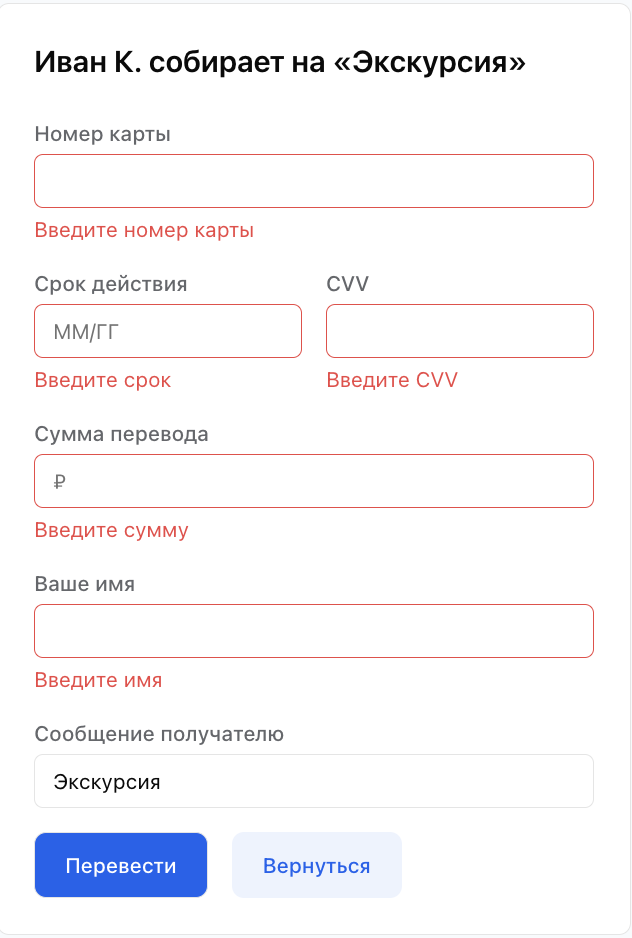 Иван К. собирает на «Экскурсия»
Номер карты
Введите номер карты
Срок действия
CVV
ММ/ГГ
Введите срок
Введите CVV
Сумма перевода
₽
Введите сумму
Ваше имя
Введите имя
Сообщение получателю
Экскурсия
Перевести
Вернуться